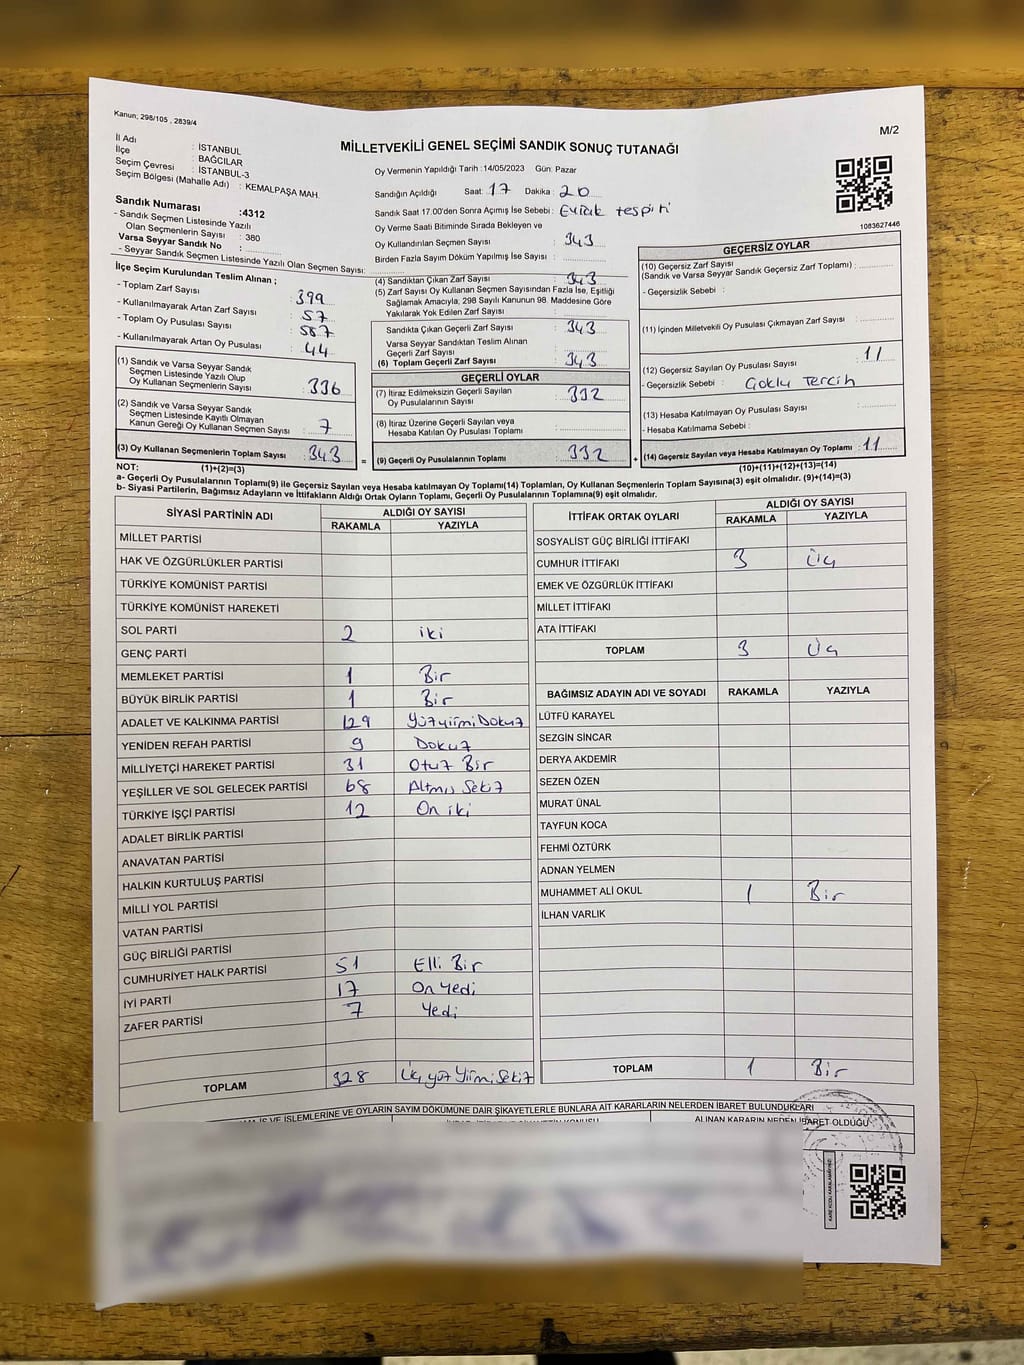 Kanun; 298/105 , 2839/4
M/2
MİLLETVEKİLİ GENEL SEÇİMİ SANDIK SONUÇ TUTANAĞI
İl Adı : İSTANBUL
İlçe : BAĞCILAR
Seçim Çevresi : İSTANBUL-3
Seçim Bölgesi (Mahalle Adı) : KEMALPAŞA MAH.
Sandık Numarası :4312
- Sandık Seçmen Listesinde Yazılı
Olan Seçmenlerin Sayısı : 380
Varsa Seyyar Sandık No :
- Seyyar Sandık Seçmen Listesinde Yazılı Olan Seçmen Sayısı:
İlçe Seçim Kurulundan Teslim Alınan ;
- Toplam Zarf Sayısı : 399
- Kullanılmayarak Artan Zarf Sayısı : 57
- Toplam Oy Pusulası Sayısı : 387
- Kullanılmayarak Artan Oy Pusulası : 44
(1) Sandık ve Varsa Seyyar Sandık
Seçmen Listesinde Yazılı Olup
Oy Kullanan Seçmenlerin Sayısı : 336
(2) Sandık ve Varsa Seyyar Sandık
Seçmen Listesinde Kayıtlı Olmayan
Kanun Gereği Oy Kullanan Seçmen Sayısı : 7
(3) Oy Kullanan Seçmenlerin Toplam Sayısı : 343
Oy Vermenin Yapıldığı Tarih :14/05/2023 Gün: Pazar
Sandığın Açıldığı Saat: 17 Dakika : 20
Sandık Saat 17.00'den Sonra Açımış İse Sebebi : Evrak tespiti
Oy Verme Saati Bitiminde Sırada Bekleyen ve
Oy Kullandırılan Seçmen Sayısı : 343
Birden Fazla Sayım Döküm Yapılmış İse Sayısı :
(4) Sandıktan Çıkan Zarf Sayısı : 343
(5) Zarf Sayısı Oy Kullanan Seçmen Sayısından Fazla İse, Eşitliği
Sağlamak Amacıyla, 298 Sayılı Kanunun 98. Maddesine Göre
Yakılarak Yok Edilen Zarf Sayısı :
Sandıkta Çıkan Geçerli Zarf Sayısı : 343
Varsa Seyyar Sandıktan Teslim Alınan
Geçerli Zarf Sayısı :
(6) Toplam Geçerli Zarf Sayısı : 343
GEÇERLİ OYLAR
(7) İtiraz Edilmeksizin Geçerli Sayılan
Oy Pusulalarının Sayısı : 332
(8) İtiraz Üzerine Geçerli Sayılan veya
Hesaba Katılan Oy Pusulası Toplamı :
= (9) Geçerli Oy Pusulalarının Toplamı : 332 +
1083627446
GEÇERSİZ OYLAR
(10) Geçersiz Zarf Sayısı
(Sandık ve Varsa Seyyar Sandık Geçersiz Zarf Toplamı) :
- Geçersizlik Sebebi :
(11) İçinden Milletvekili Oy Pusulası Çıkmayan Zarf Sayısı :
(12) Geçersiz Sayılan Oy Pusulası Sayısı : 11
- Geçersizlik Sebebi : Çoklu Tercih
(13) Hesaba Katılmayan Oy Pusulası Sayısı :
- Hesaba Katılmama Sebebi :
(14) Geçersiz Sayılan veya Hesaba Katılmayan Oy Toplamı : 11
NOT: (1)+(2)=(3)
(10)+(11)+(12)+(13)=(14)
a- Geçerli Oy Pusulalarının Toplamı(9) ile Geçersiz Sayılan veya Hesaba katılmayan Oy Toplamı(14) Toplamları, Oy Kullanan Seçmenlerin Toplam Sayısına(3) eşit olmalıdır. (9)+(14)=(3)
b- Siyasi Partilerin, Bağımsız Adayların ve İttifakların Aldığı Ortak Oyların Toplamı, Geçerli Oy Pusulalarının Toplamına(9) eşit olmalıdır.
SİYASİ PARTİNİN ADI ALDIĞI OY SAYISI
RAKAMLA YAZIYLA
MİLLET PARTİSİ
HAK VE ÖZGÜRLÜKLER PARTİSİ
TÜRKİYE KOMÜNİST PARTİSİ
TÜRKİYE KOMÜNİST HAREKETİ
SOL PARTİ 2 iki
GENÇ PARTİ
MEMLEKET PARTİSİ 1 Bir
BÜYÜK BİRLİK PARTİSİ 1 Bir
ADALET VE KALKINMA PARTİSİ 129 Yüzyirmi Dokuz
YENİDEN REFAH PARTİSİ 9 Dokuz
MİLLİYETÇİ HAREKET PARTİSİ 31 Otuz Bir
YEŞİLLER VE SOL GELECEK PARTİSİ 68 Altmış Sekiz
TÜRKİYE İŞÇİ PARTİSİ 12 On iki
ADALET BİRLİK PARTİSİ
ANAVATAN PARTİSİ
HALKIN KURTULUŞ PARTİSİ
MİLLİ YOL PARTİSİ
VATAN PARTİSİ
GÜÇ BİRLİĞİ PARTİSİ
CUMHURİYET HALK PARTİSİ 51 Elli Bir
İYİ PARTİ 17 On Yedi
ZAFER PARTİSİ 7 Yedi
TOPLAM 328 Üç yüz Yirmi Sekiz
İTTİFAK ORTAK OYLARI ALDIĞI OY SAYISI
RAKAMLA YAZIYLA
SOSYALİST GÜÇ BİRLİĞİ İTTİFAKI
CUMHUR İTTİFAKI 3 Üç
EMEK VE ÖZGÜRLÜK İTTİFAKI
MİLLET İTTİFAKI
ATA İTTİFAKI
TOPLAM 3 Üç
BAĞIMSIZ ADAYIN ADI VE SOYADI RAKAMLA YAZIYLA
LÜTFÜ KARAYEL
SEZGİN SİNCAR
DERYA AKDEMİR
SEZEN ÖZEN
MURAT ÜNAL
TAYFUN KOCA
FEHMİ ÖZTÜRK
ADNAN YELMEN
MUHAMMET ALİ OKUL 1 Bir
İLHAN VARLIK
TOPLAM 1 Bir
İŞ VE İŞLEMLERİNE VE OYLARIN SAYIM DÖKÜMÜNE DAİR ŞİKAYETLERLE BUNLARA AİT KARARLARIN NELERDEN İBARET BULUNDUKLARI
ALINAN KARARIN NEDEN İBARET OLDUĞU
KARE KODU KARALAMAYINIZ